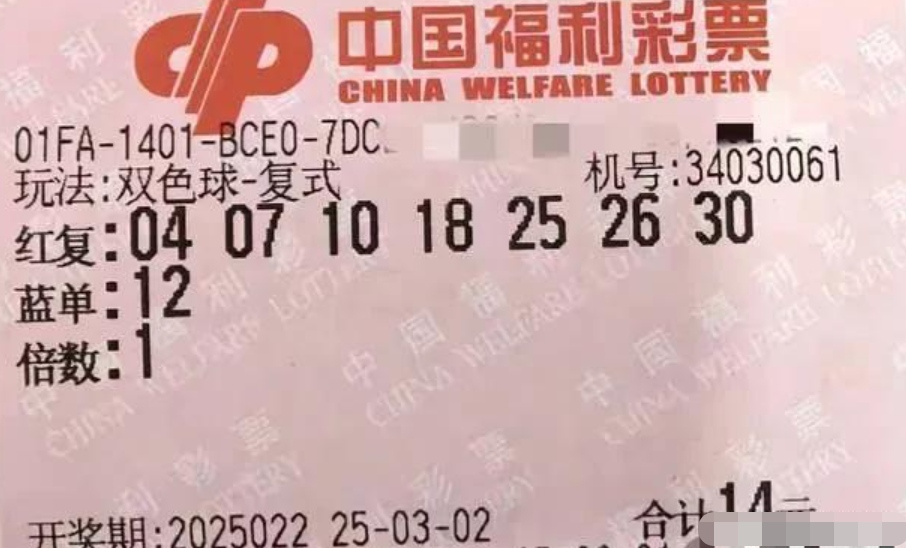 中国福利彩票
CHINA WELFARE LOTTERY
01FA-1401-BCE0-7DC
玩法:双色球-复式 机号:34030061
红复:04 07 10 18 25 26 30
蓝单:12
倍数:1
开奖期:2025022 25-03-02 合计14元